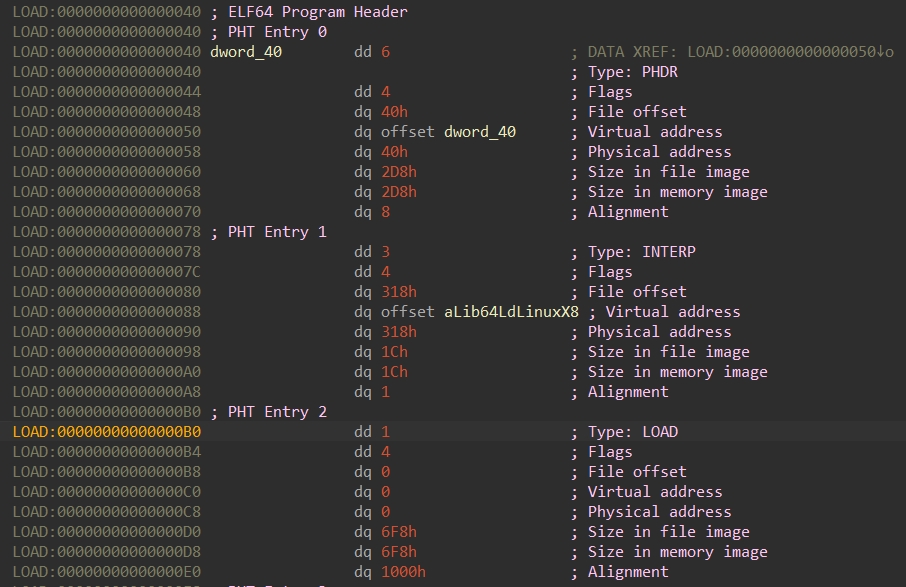 LOAD:0000000000000040 ; ELF64 Program Header
LOAD:0000000000000040 ; PHT Entry 0
LOAD:0000000000000040 dword_40 dd 6 ; DATA XREF: LOAD:0000000000000050↓o
LOAD:0000000000000040 ; Type: PHDR
LOAD:0000000000000044 dd 4 ; Flags
LOAD:0000000000000048 dq 40h ; File offset
LOAD:0000000000000050 dq offset dword_40 ; Virtual address
LOAD:0000000000000058 dq 40h ; Physical address
LOAD:0000000000000060 dq 2D8h ; Size in file image
LOAD:0000000000000068 dq 2D8h ; Size in memory image
LOAD:0000000000000070 dq 8 ; Alignment
LOAD:0000000000000078 ; PHT Entry 1
LOAD:0000000000000078 dd 3 ; Type: INTERP
LOAD:000000000000007C dd 4 ; Flags
LOAD:0000000000000080 dq 318h ; File offset
LOAD:0000000000000088 dq offset aLib64LdLinuxX8 ; Virtual address
LOAD:0000000000000090 dq 318h ; Physical address
LOAD:0000000000000098 dq 1Ch ; Size in file image
LOAD:00000000000000A0 dq 1Ch ; Size in memory image
LOAD:00000000000000A8 dq 1 ; Alignment
LOAD:00000000000000B0 ; PHT Entry 2
LOAD:00000000000000B0 dd 1 ; Type: LOAD
LOAD:00000000000000B4 dd 4 ; Flags
LOAD:00000000000000B8 dq 0 ; File offset
LOAD:00000000000000C0 dq 0 ; Virtual address
LOAD:00000000000000C8 dq 0 ; Physical address
LOAD:00000000000000D0 dq 6F8h ; Size in file image
LOAD:00000000000000D8 dq 6F8h ; Size in memory image
LOAD:00000000000000E0 dq 1000h ; Alignment